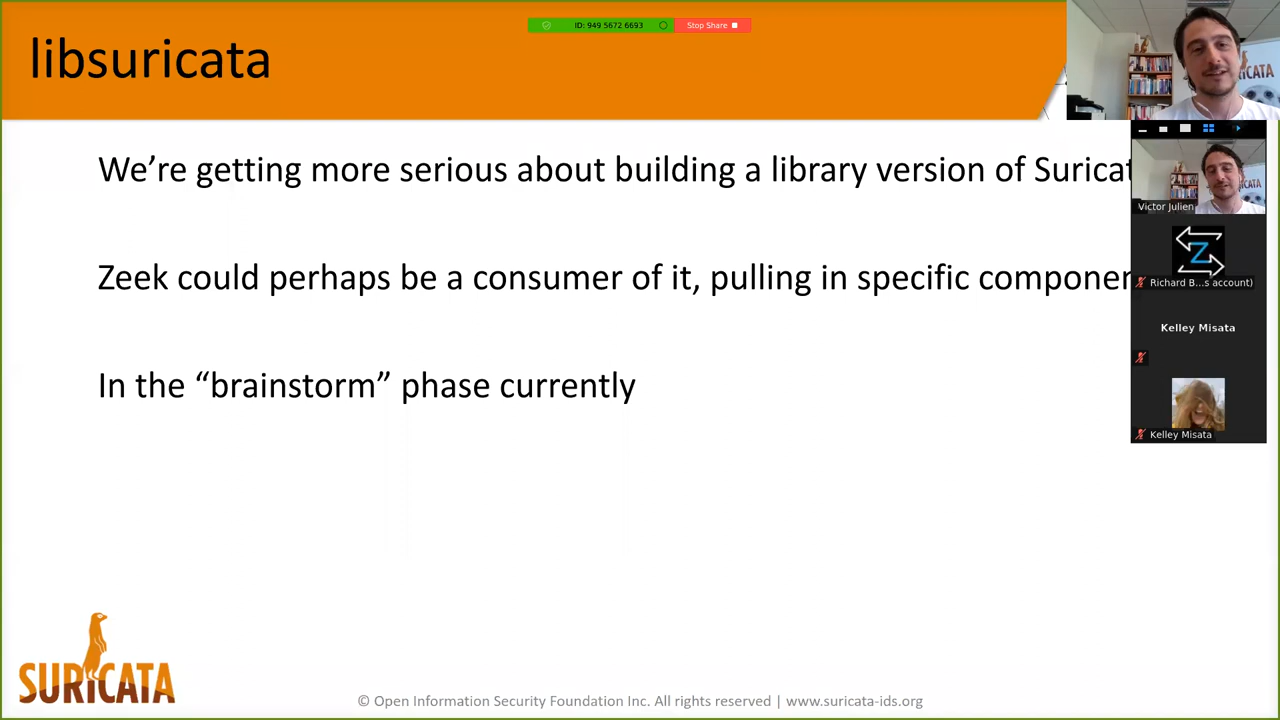 libsuricata
ID: 949 5672 6693
Stop Share
We’re getting more serious about building a library version of Suricat
Victor Julien
Zeek could perhaps be a consumer of it, pulling in specific componen
Z
Richard B...s account)
Kelley Misata
In the “brainstorm” phase currently
Kelley Misata
SURICATA
© Open Information Security Foundation Inc. All rights reserved | www.suricata-ids.org